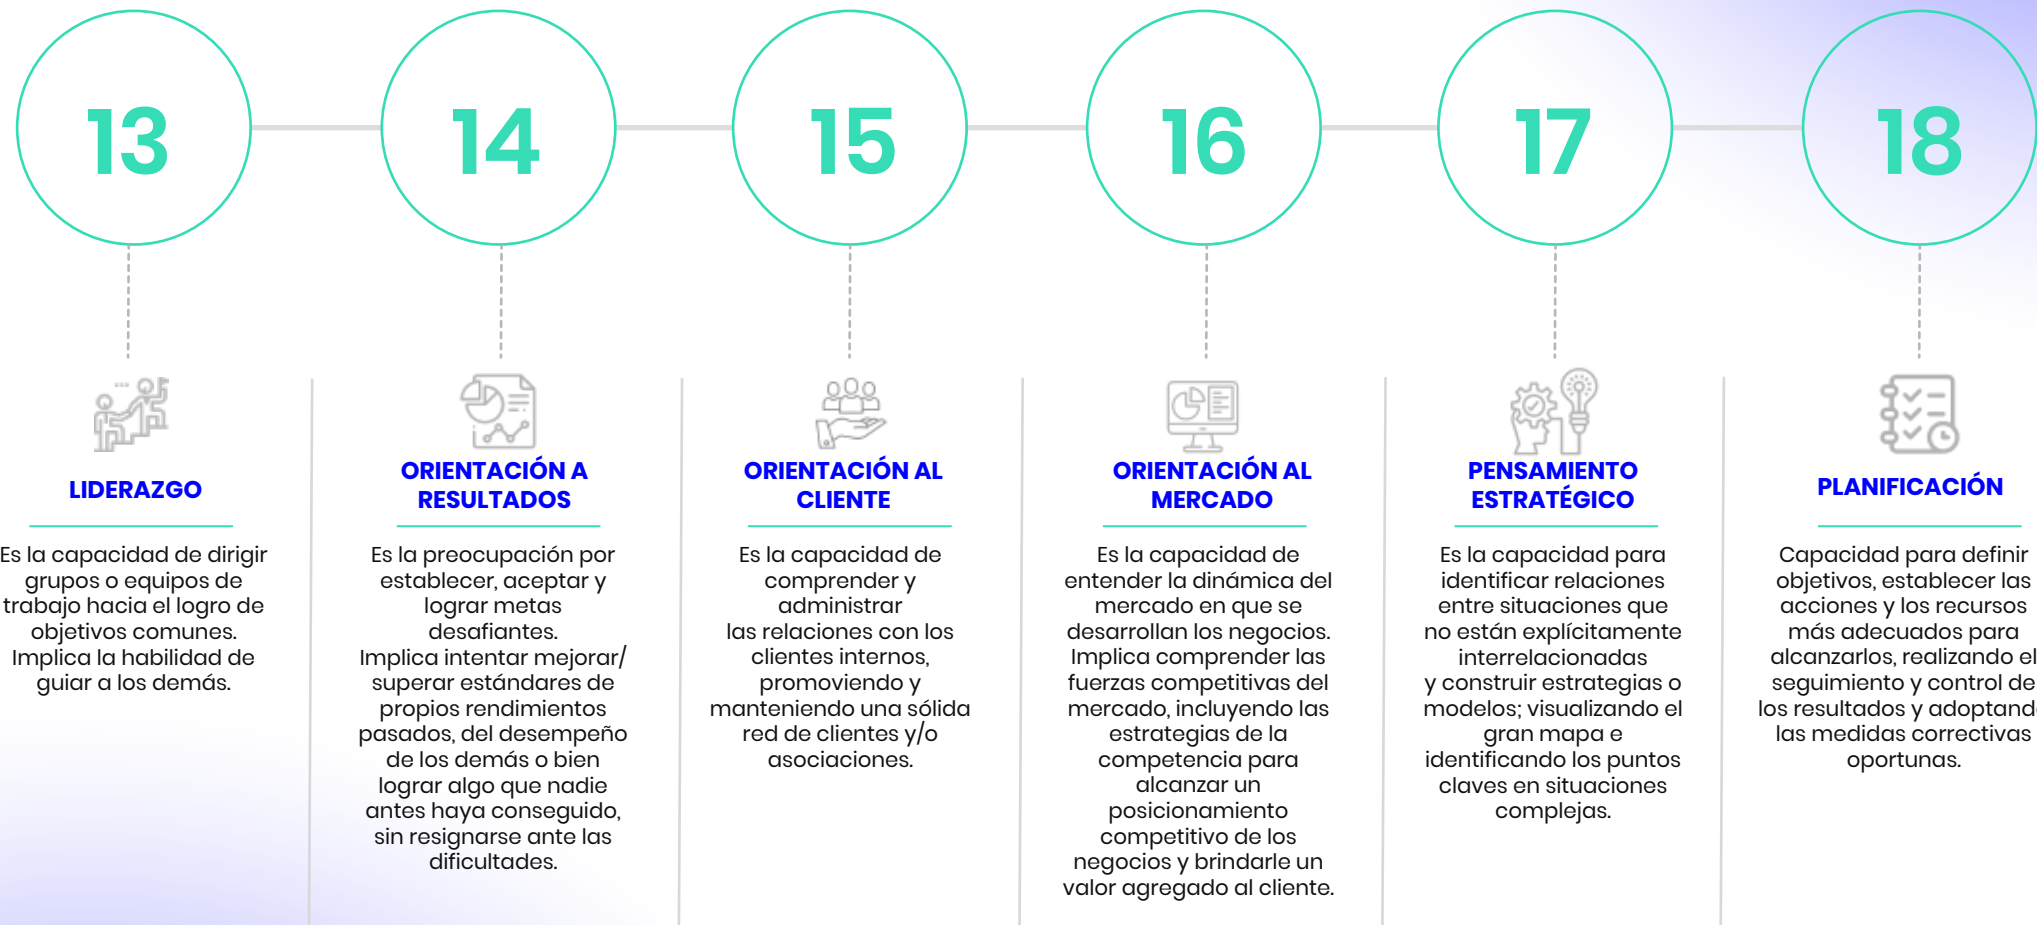 13
14
15
16
17
18
LIDERAZGO
Es la capacidad de dirigir
grupos o equipos de
trabajo hacia el logro de
objetivos comunes.
Implica la habilidad de
guiar a los demás.
ORIENTACIÓN A
RESULTADOS
Es la preocupación por
establecer, aceptar y
lograr metas
desafiantes.
Implica intentar mejorar/
superar estándares de
propios rendimientos
pasados, del desempeño
de los demás o bien
lograr algo que nadie
antes haya conseguido,
sin resignarse ante las
dificultades.
ORIENTACIÓN AL
CLIENTE
Es la capacidad de
comprender y
administrar
las relaciones con los
clientes internos,
promoviendo y
manteniendo una sólida
red de clientes y/o
asociaciones.
ORIENTACIÓN AL
MERCADO
Es la capacidad de
entender la dinámica del
mercado en que se
desarrollan los negocios.
Implica comprender las
fuerzas competitivas del
mercado, incluyendo las
estrategias de la
competencia para
alcanzar un
posicionamiento
competitivo de los
negocios y brindarle un
valor agregado al cliente.
PENSAMIENTO
ESTRATÉGICO
Es la capacidad para
identificar relaciones
entre situaciones que
no están explícitamente
interrelacionadas
y construir estrategias o
modelos; visualizando el
gran mapa e
identificando los puntos
claves en situaciones
complejas.
PLANIFICACIÓN
Capacidad para definir
objetivos, establecer las
acciones y los recursos
más adecuados para
alcanzarlos, realizando el
seguimiento y control de
los resultados y adoptando
las medidas correctivas
oportunas.